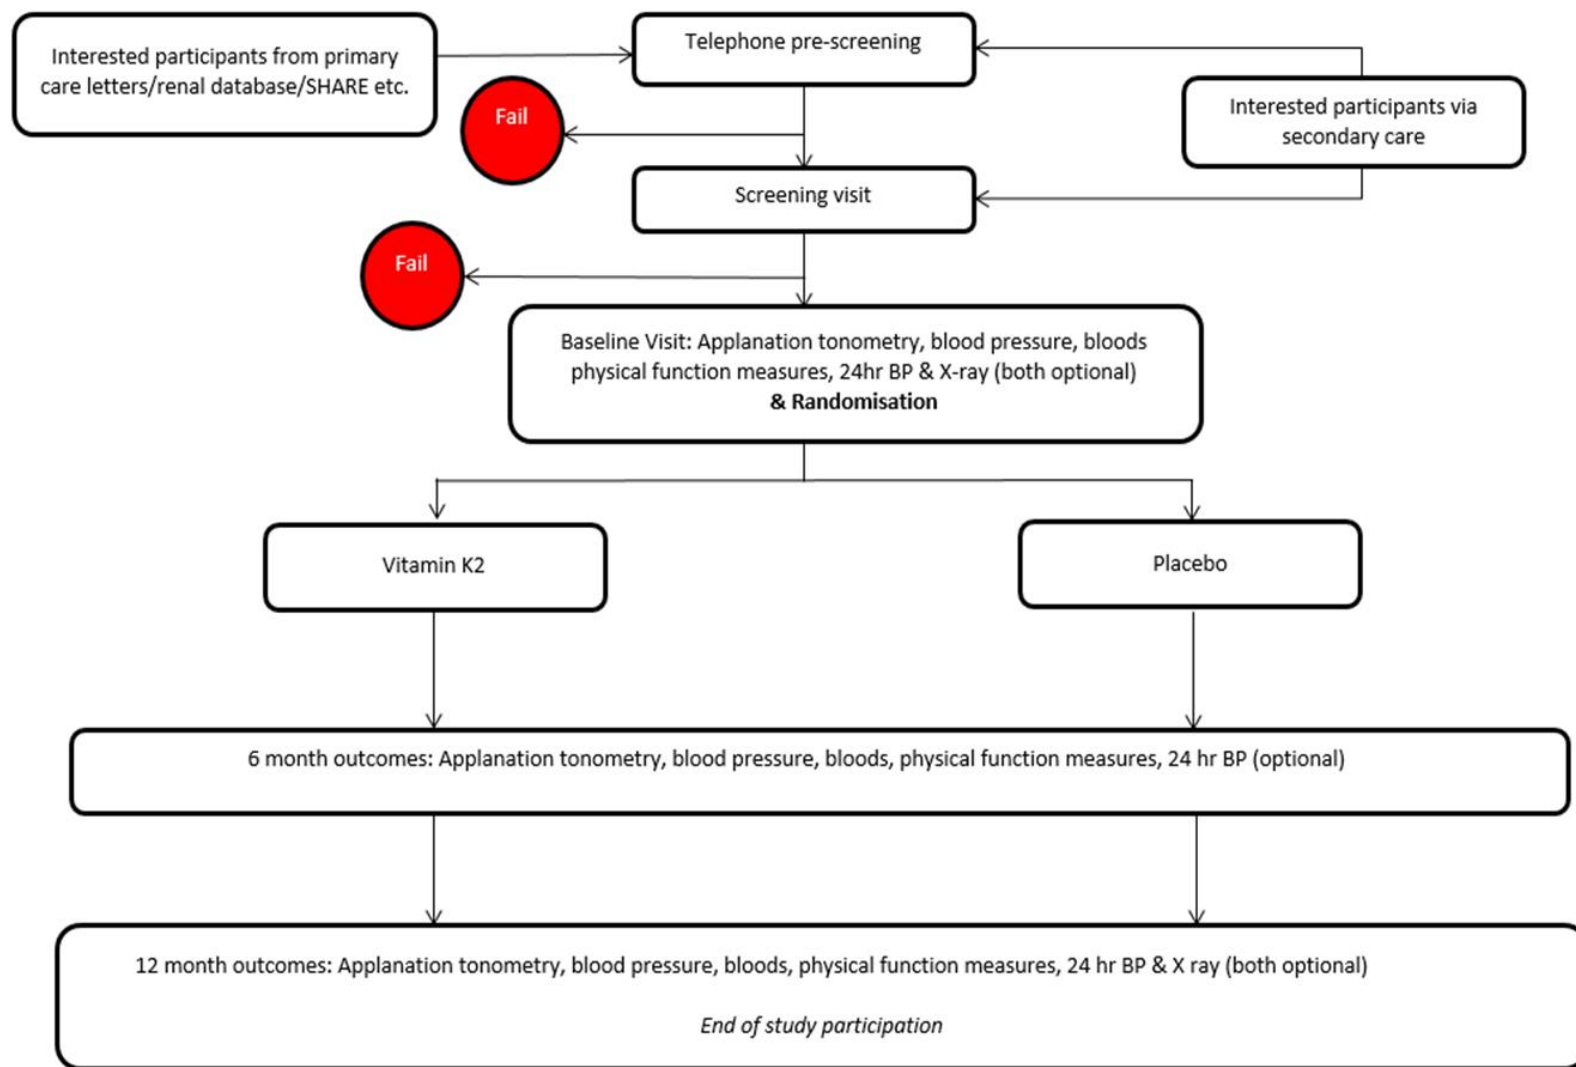 Interested participants from primary
care letters/renal database/SHARE etc.
Telephone pre-screening
Interested participants via
secondary care
Fail
Screening visit
Fail
Baseline Visit: Applanation tonometry, blood pressure, bloods
physical function measures, 24hr BP & X-ray (both optional)
& Randomisation
Vitamin K2
Placebo
6 month outcomes: Applanation tonometry, blood pressure, bloods, physical function measures, 24 hr BP (optional)
12 month outcomes: Applanation tonometry, blood pressure, bloods, physical function measures, 24 hr BP & X ray (both optional)
End of study participation